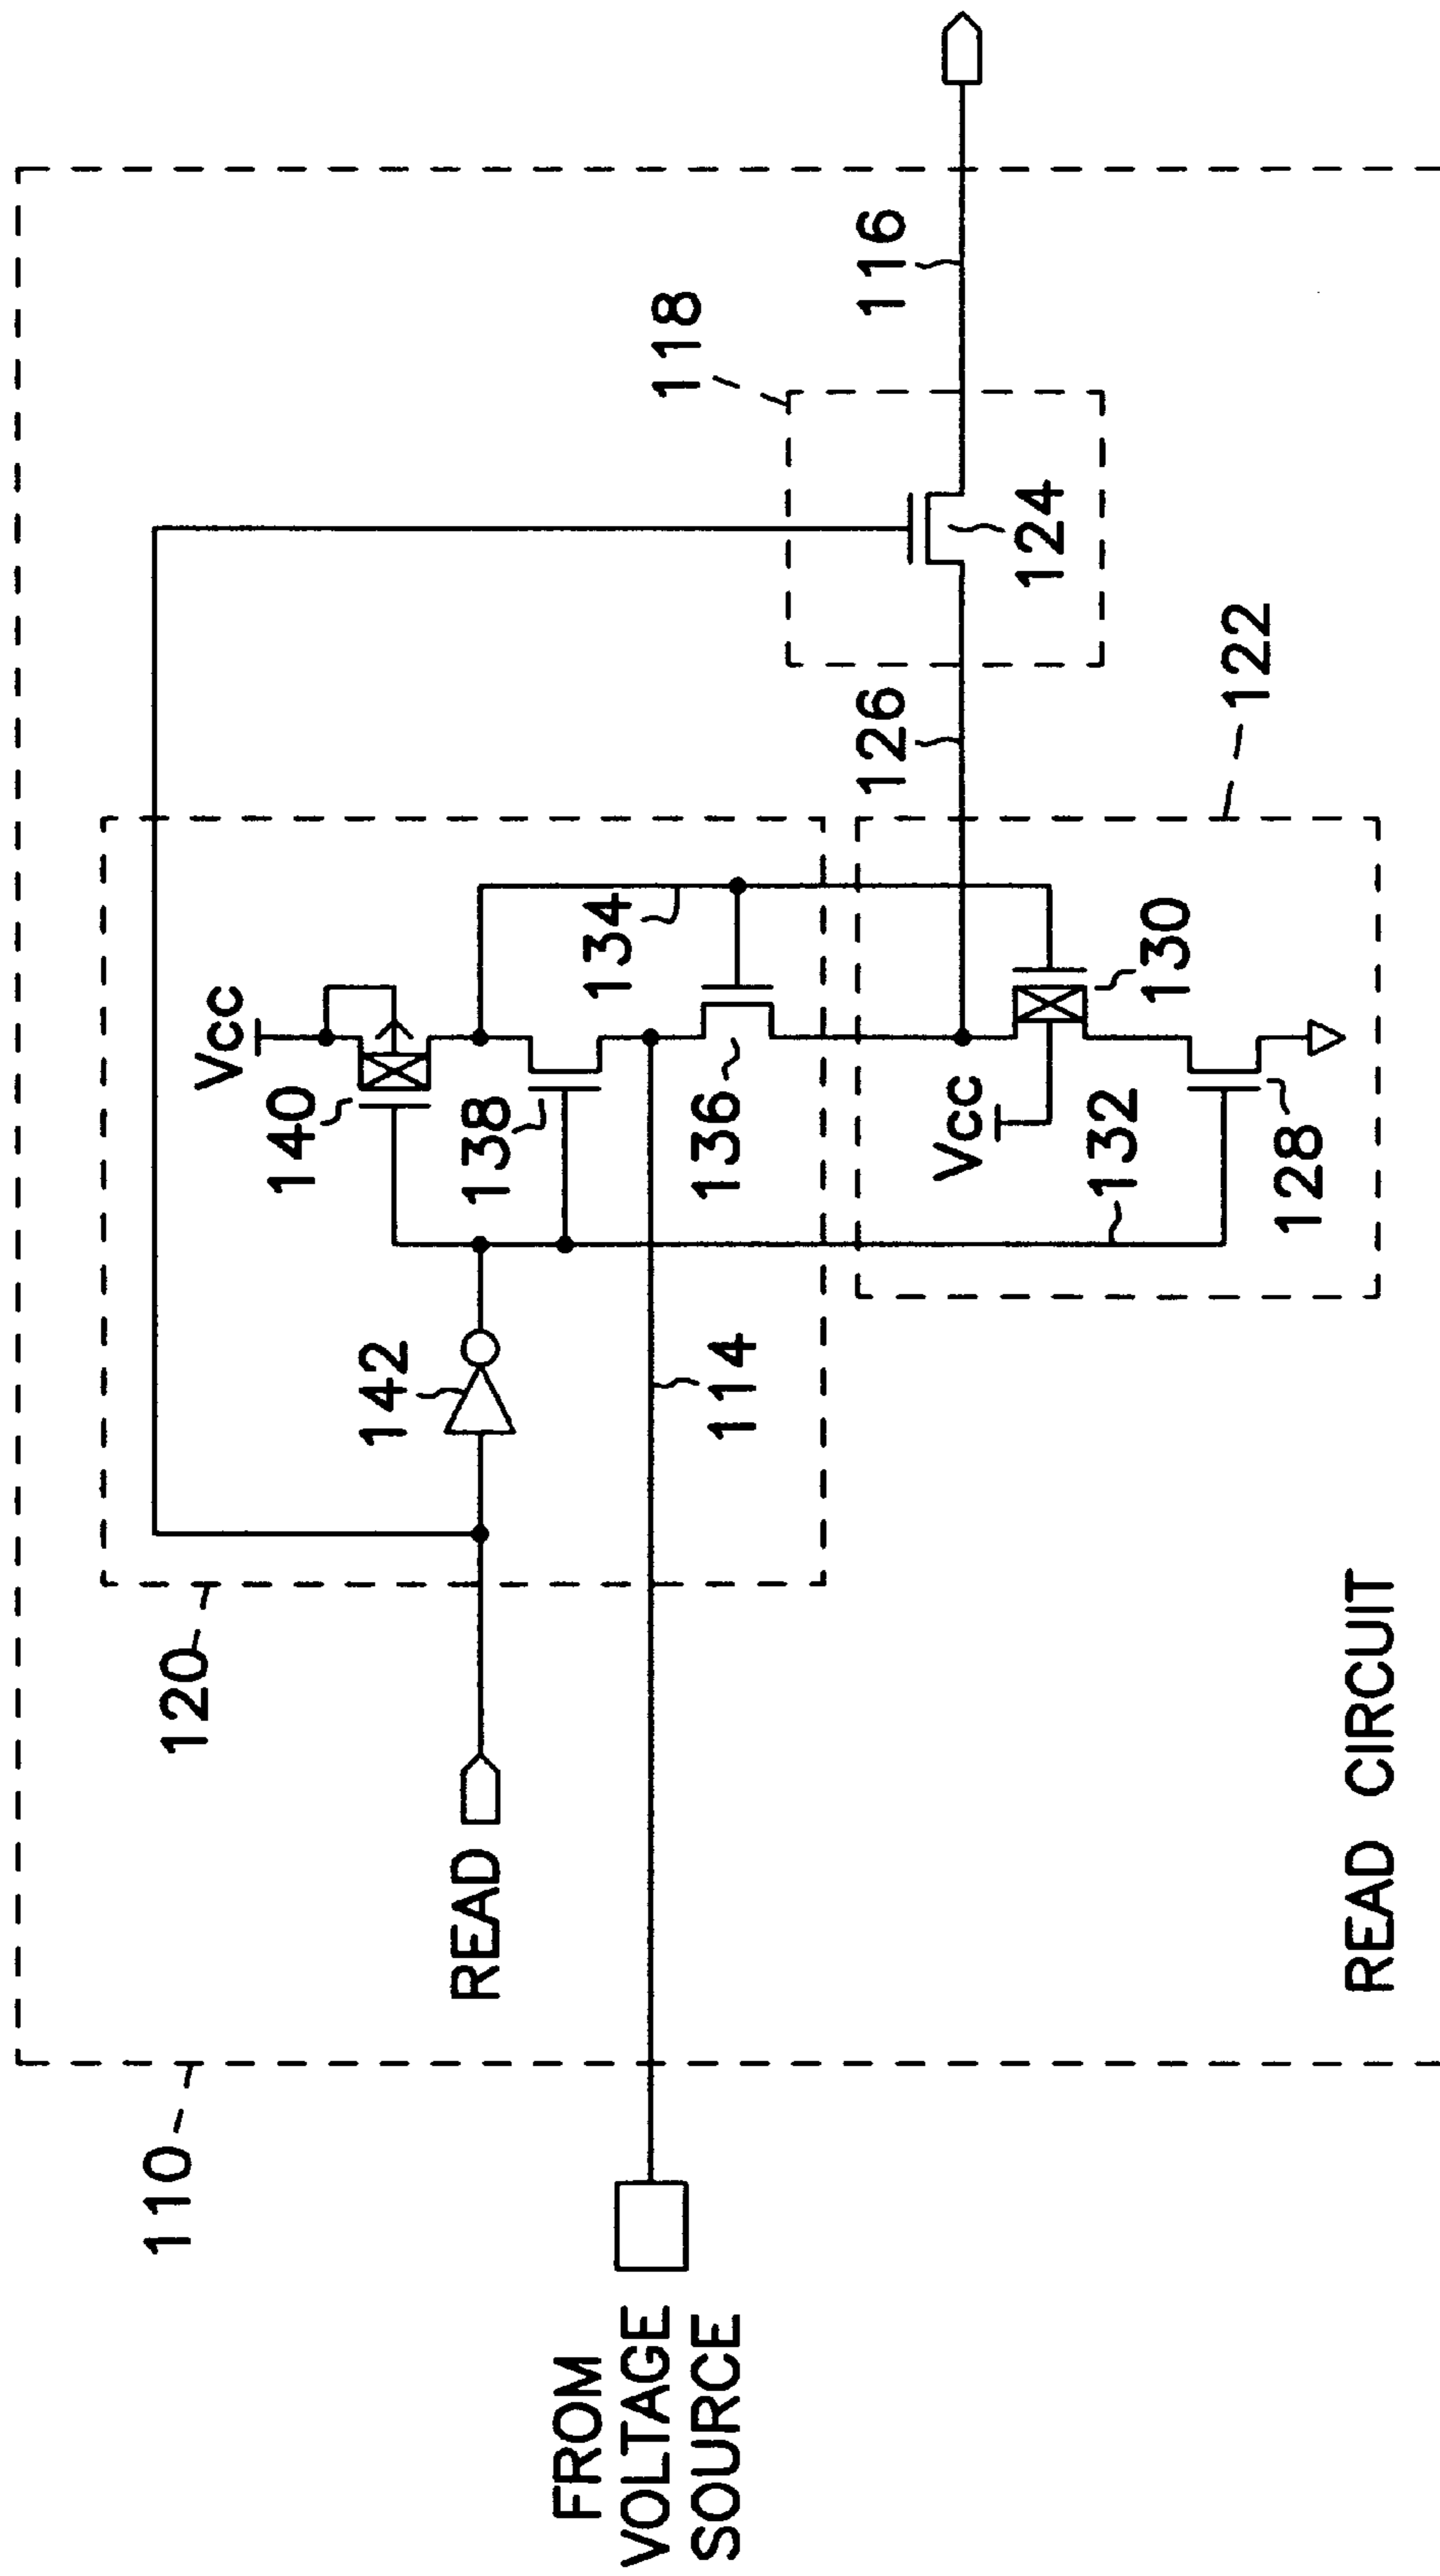 110
120
READ
142
140
Vcc
138
134
136
114
118
116
124
126
122
Vcc
132
130
128
FROM
VOLTAGE
SOURCE
READ CIRCUIT